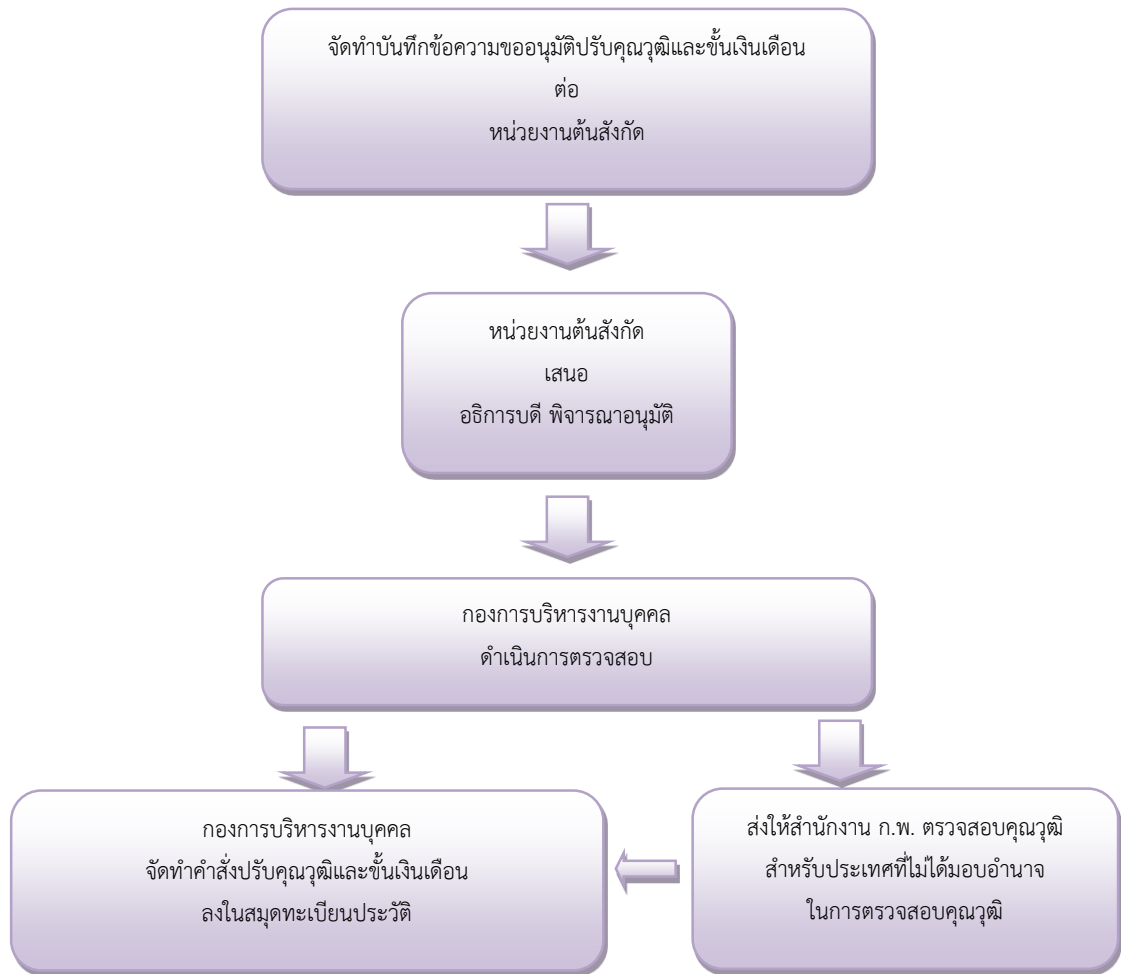 จัดทำบันทึกข้อความขออนุมัติปรับคุณวุฒิและขั้นเงินเดือน
ต่อ
หน่วยงานต้นสังกัด
หน่วยงานต้นสังกัด
เสนอ
อธิการบดี พิจารณาอนุมัติ
กองการบริหารงานบุคคล
ดำเนินการตรวจสอบ
กองการบริหารงานบุคคล
จัดทำคำสั่งปรับคุณวุฒิและขั้นเงินเดือน
ลงในสมุดทะเบียนประวัติ
ส่งให้สำนักงาน ก.พ. ตรวจสอบคุณวุฒิ
สำหรับประเทศที่ไม่ได้มอบอำนาจ
ในการตรวจสอบคุณวุฒิ